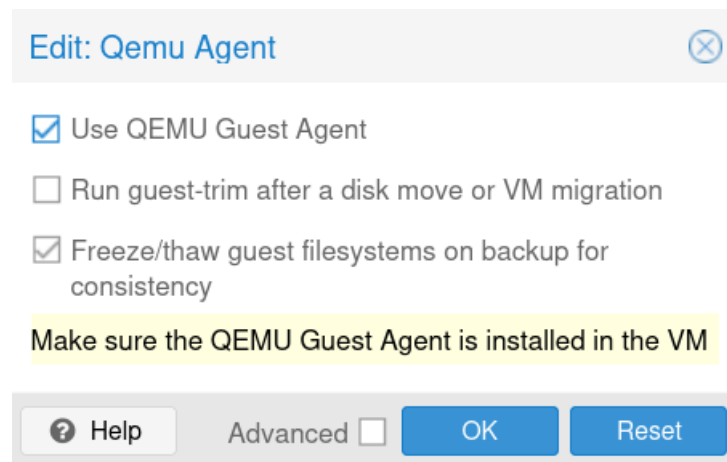 Edit: Qemu Agent
Use QEMU Guest Agent
Run guest-trim after a disk move or VM migration
Freeze/thaw guest filesystems on backup for
consistency
Make sure the QEMU Guest Agent is installed in the VM
Help Advanced OK Reset